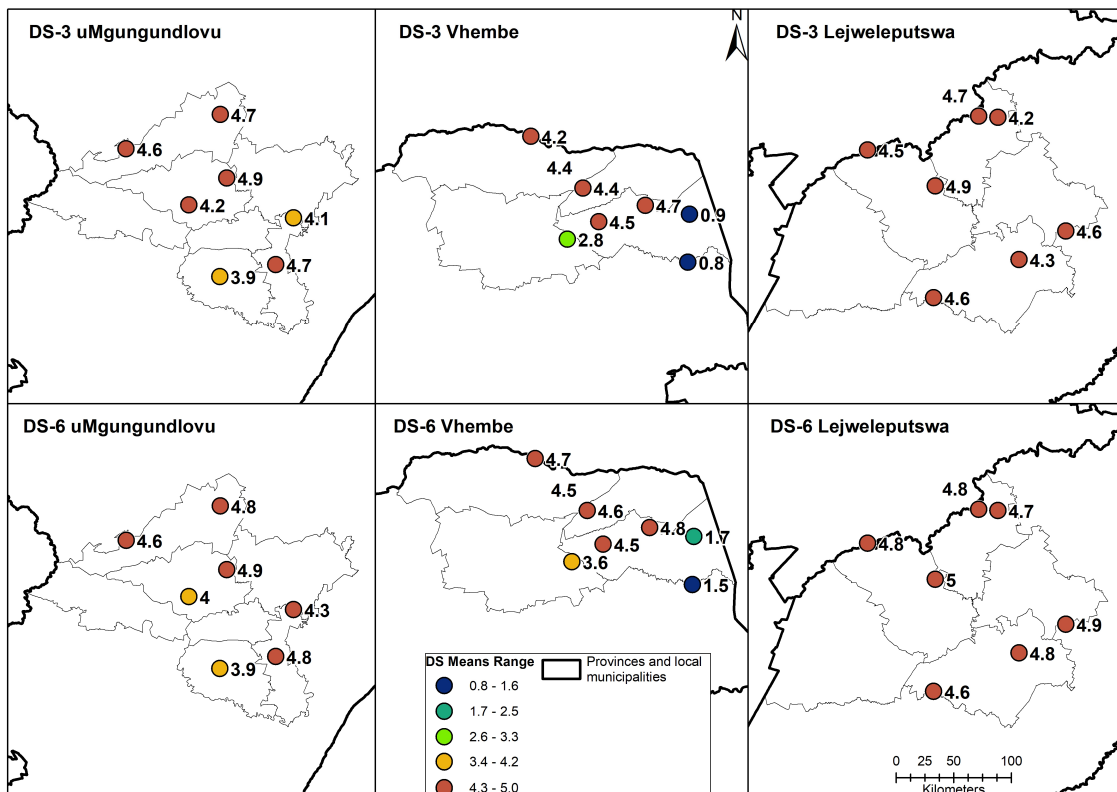 DS-3 uMgungundlovu
4.7
4.6
4.9
4.2
4.1
4.7
3.9
DS-3 Vhembe
N
4.2
4.4
4.4
4.7
4.5
0.9
2.8
0.8
DS-3 Lejweleputswa
4.7
4.2
4.5
4.9
4.6
4.3
4.6
DS-6 uMgungundlovu
4.8
4.6
4.9
4
4.3
4.8
3.9
DS-6 Vhembe
4.7
4.5
4.6
4.8
4.5
1.7
3.6
1.5
DS Means Range
0.8 - 1.6
1.7 - 2.5
2.6 - 3.3
3.4 - 4.2
4.3 - 5.0
Provinces and local
municipalities
DS-6 Lejweleputswa
4.8
4.7
4.8
5
4.9
4.8
4.6
0 25 50 100
Kilometers